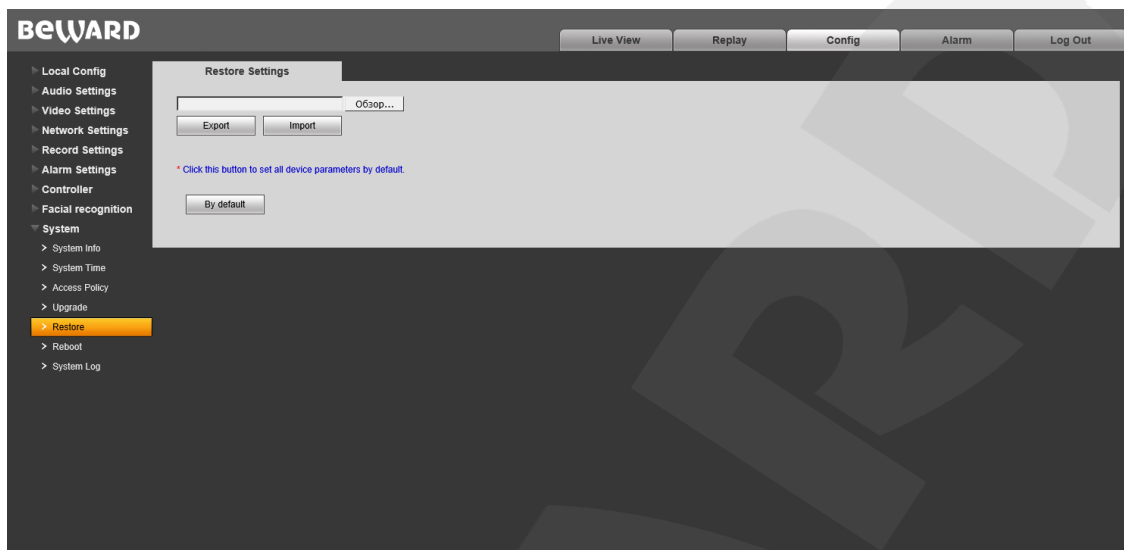 BEWARD
Live View
Replay
Config
Alarm
Log Out
Local Config
Audio Settings
Video Settings
Network Settings
Record Settings
Alarm Settings
Controller
Facial recognition
System
> System Info
> System Time
> Access Policy
> Upgrade
> Restore
> Reboot
> System Log
Restore Settings
Обзор...
Export
Import
* Click this button to set all device parameters by default.
By default